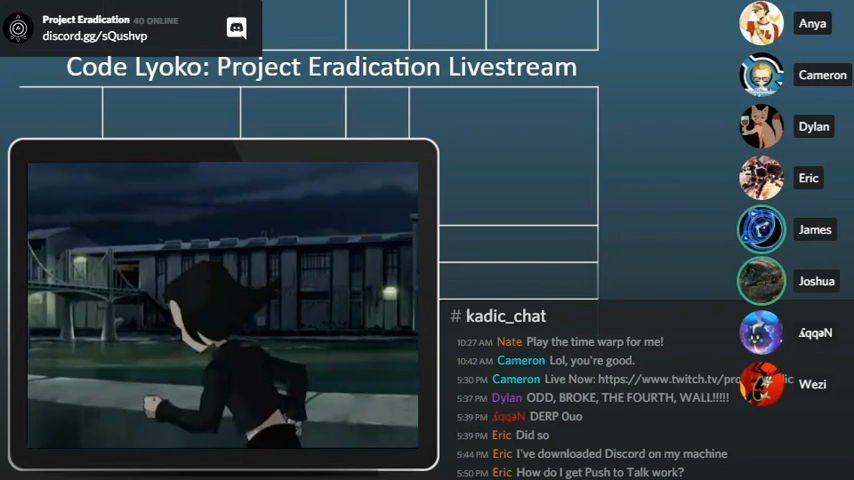 Project Eradication 40 ONLINE
discord.gg/sQushvp
Code Lyoko: Project Eradication Livestream
Anya
Cameron
Dylan
Eric
James
Joshua
ʎqqǝN
Wezi
# kadic_chat
10:27 AM Nate Play the time warp for me!
10:42 AM Cameron Lol, you're good.
5:30 PM Cameron Live Now: https://www.twitch.tv/pro
5:37 PM Dylan ODD, BROKE, THE FOURTH, WALL!!!!!
5:39 PM ʎqqǝN DERP 0uo
5:39 PM Eric Did so
5:44 PM Eric I've downloaded Discord on my machine
5:50 PM Eric How do I get Push to Talk work?